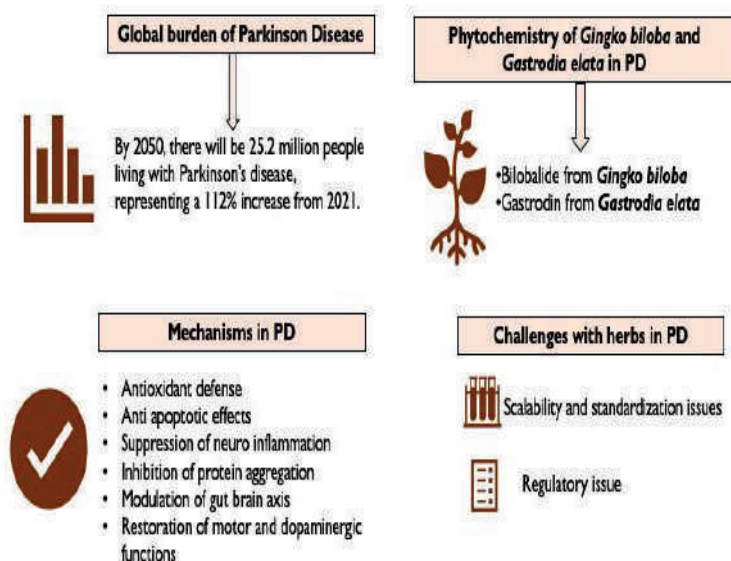 Global burden of Parkinson Disease
By 2050, there will be 25.2 million people
living with Parkinson's disease,
representing a 112% increase from 2021.
Phytochemistry of Gingko biloba and
Gastrodia elata in PD
•Bilobalide from Gingko biloba
•Gastrodin from Gastrodia elata
Mechanisms in PD
• Antioxidant defense
• Anti apoptotic effects
• Suppression of neuro inflammation
• Inhibition of protein aggregation
• Modulation of gut brain axis
• Restoration of motor and dopaminergic
functions
Challenges with herbs in PD
Scalability and standardization issues
Regulatory issue